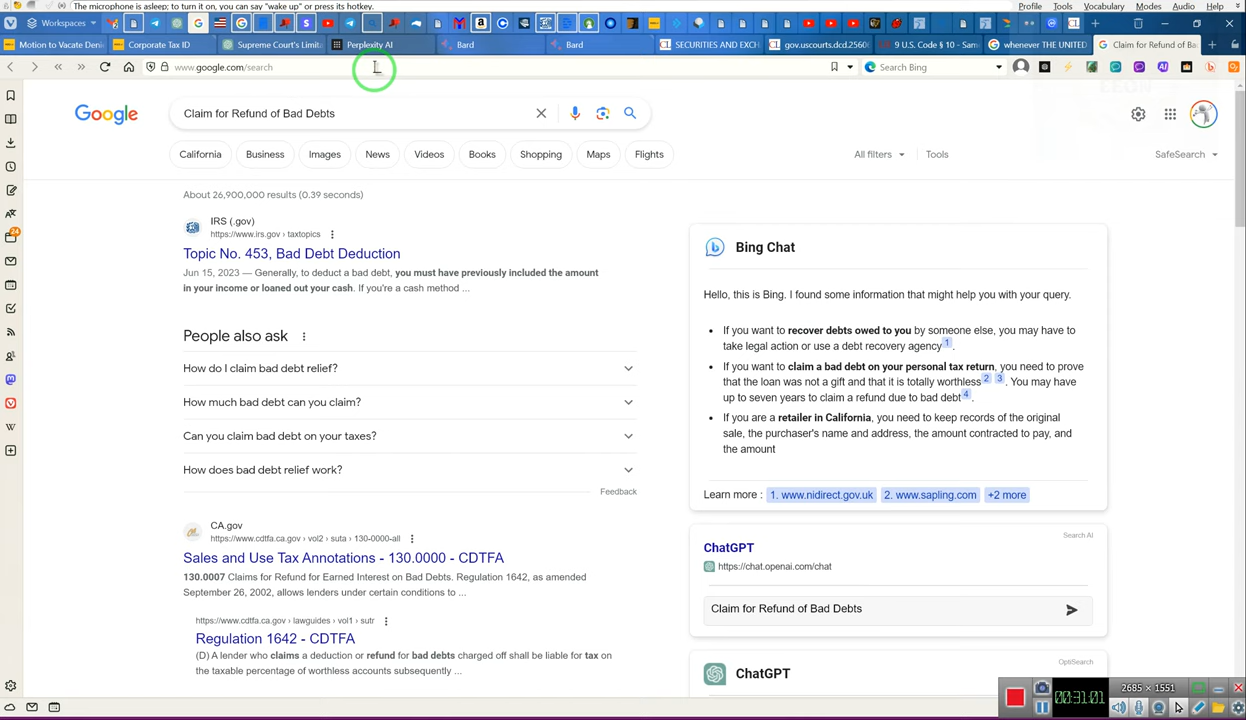 The microphone is asleep; to turn it on, you can say "wake up" or press its hotkey.
Profile Tools Vocabulary Modes Audio Help
Workspaces
Motion to Vacate Deni Corporate Tax ID Supreme Court's Limita Perplexity AI Bard Bard SECURITIES AND EXCH gov.uscourts.dcd.2560 9 U.S. Code § 10 - Sam whenever the UNITED Claim for Refund of Bad
www.google.com/search
Search Bing
Google
Claim for Refund of Bad Debts
California Business Images News Videos Books Shopping Maps Flights
All filters Tools SafeSearch
About 26,900,000 results (0.39 seconds)
IRS (.gov)
https://www.irs.gov › taxtopics
Topic No. 453, Bad Debt Deduction
Jun 15, 2023 — Generally, to deduct a bad debt, you must have previously included the amount
in your income or loaned out your cash. If you're a cash method ...
People also ask
How do I claim bad debt relief?
How much bad debt can you claim?
Can you claim bad debt on your taxes?
How does bad debt relief work?
Feedback
CA.gov
https://www.cdtfa.ca.gov › vol2 › suta › 130-0000-all
Sales and Use Tax Annotations - 130.0000 - CDTFA
130.0007 Claims for Refund for Earned Interest on Bad Debts. Regulation 1642, as amended
September 26, 2002, allows lenders under certain conditions to ...
https://www.cdtfa.ca.gov › lawguides › vol1 › sutr
Regulation 1642 - CDTFA
(D) A lender who claims a deduction or refund for bad debts charged off shall be liable for tax on
the taxable percentage of worthless accounts subsequently ...
Bing Chat
Hello, this is Bing. I found some information that might help you with your query.
If you want to recover debts owed to you by someone else, you may have to
take legal action or use a debt recovery agency 1 .
If you want to claim a bad debt on your personal tax return, you need to prove
that the loan was not a gift and that it is totally worthless 2 3 . You may have
up to seven years to claim a refund due to bad debt 4 .
If you are a retailer in California, you need to keep records of the original
sale, the purchaser's name and address, the amount contracted to pay, and
the amount
Learn more : 1. www.nidirect.gov.uk 2. www.sapling.com +2 more
Search AI
ChatGPT
https://chat.openai.com/chat
Claim for Refund of Bad Debts
OptiSearch
ChatGPT
24
00:31:01
2685 x 1551